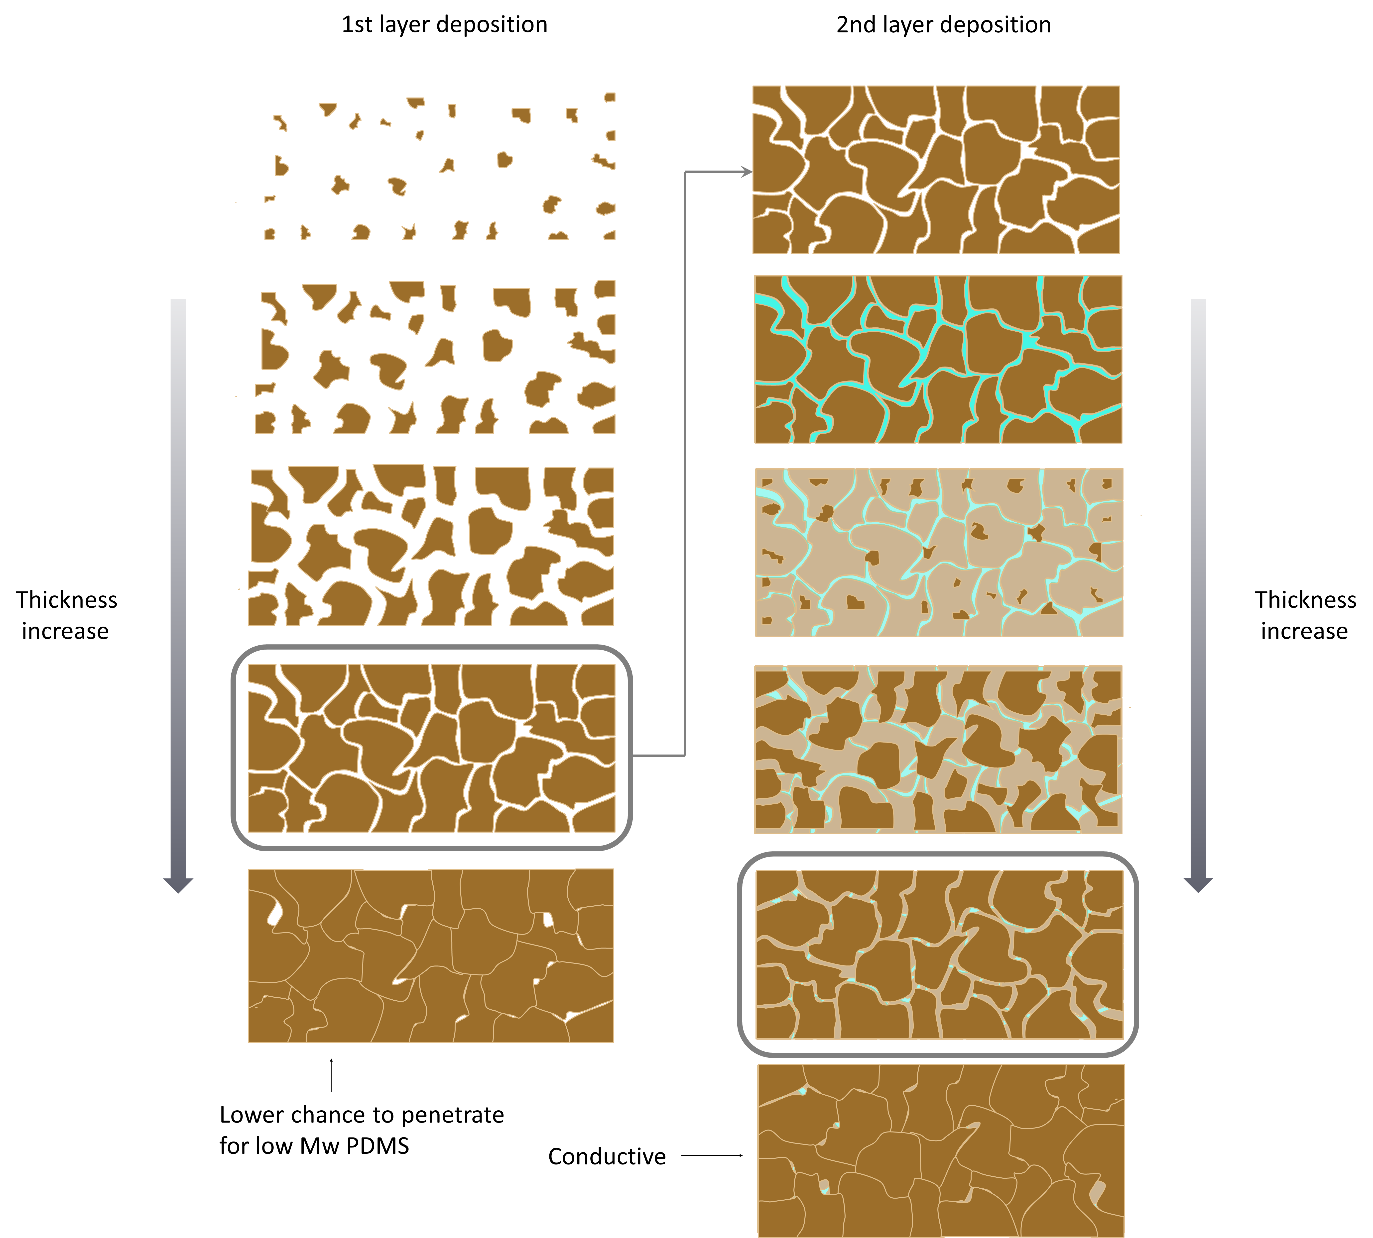 1st layer deposition
2nd layer deposition
Thickness
increase
Thickness
increase
Lower chance to penetrate
for low Mw PDMS
Conductive